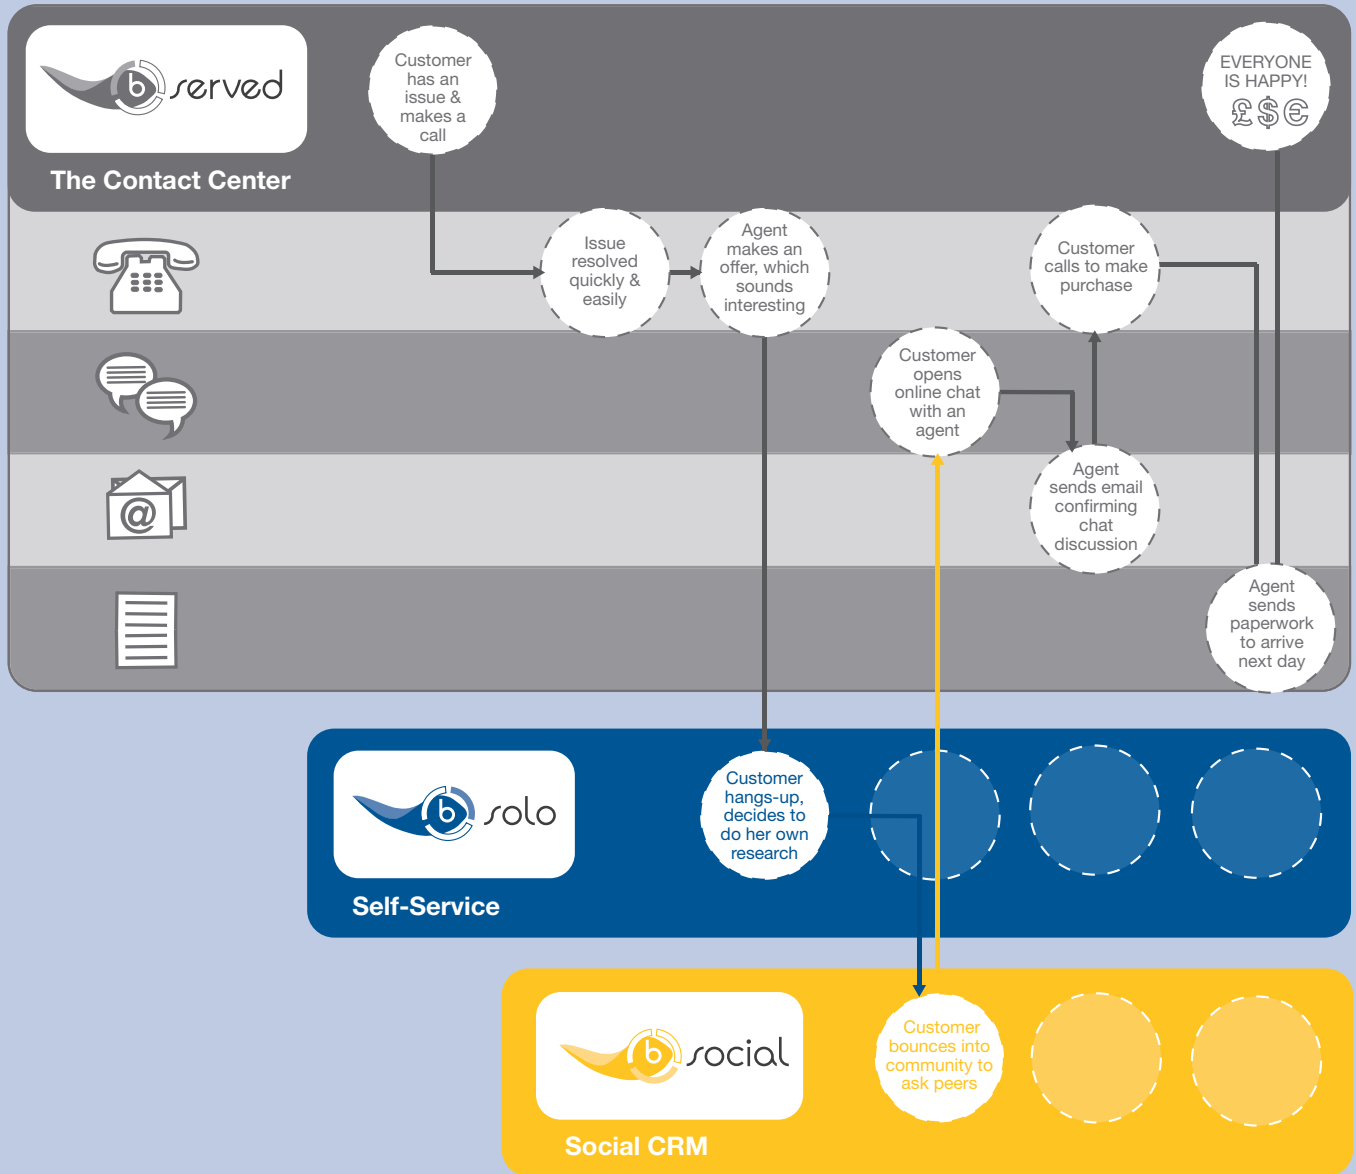 b served
The Contact Center
Customer
has an
issue &
makes a
call
EVERYONE
IS HAPPY!
£$€
Issue
resolved
quickly &
easily
Agent
makes an
offer, which
sounds
interesting
Customer
calls to make
purchase
Customer
opens
online chat
with an
agent
@
Agent
sends email
confirming
chat
discussion
Agent
sends
paperwork
to arrive
next day
b solo
Self-Service
Customer
hangs-up,
decides to
do her own
research
b social
Social CRM
Customer
bounces into
community to
ask peers